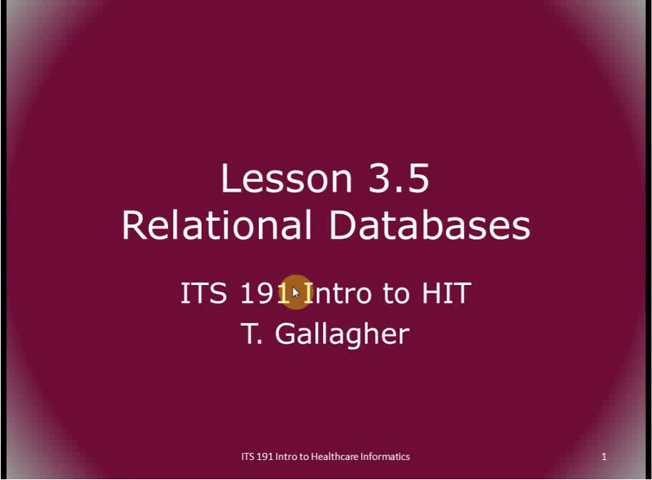 Lesson 3.5
Relational Databases
ITS 191 Intro to HIT
T. Gallagher
ITS 191 Intro to Healthcare Informatics
1